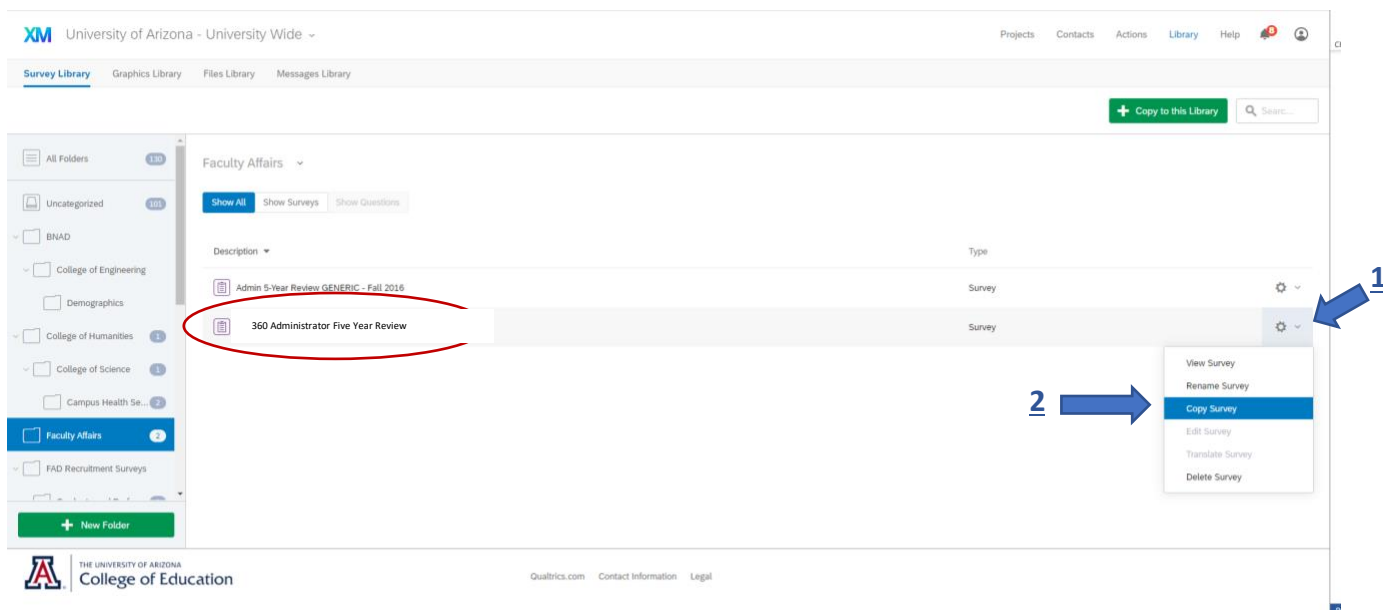 XM University of Arizona - University Wide
Projects Contacts Actions Library Help 8
Survey Library Graphics Library Files Library Messages Library
Copy to this Library Searc...
All Folders 130
Uncategorized 101
BNAD
College of Engineering
Demographics
College of Humanities 1
College of Science 1
Campus Health Se... 2
Faculty Affairs 2
FAD Recruitment Surveys
New Folder
Faculty Affairs
Show All Show Surveys Show Questions
Description Type
Admin 5-Year Review GENERIC - Fall 2016 Survey
360 Administrator Five Year Review Survey
1
View Survey
Rename Survey
2 Copy Survey
Edit Survey
Translate Survey
Delete Survey
A THE UNIVERSITY OF ARIZONA
College of Education
Qualtrics.com Contact Information Legal